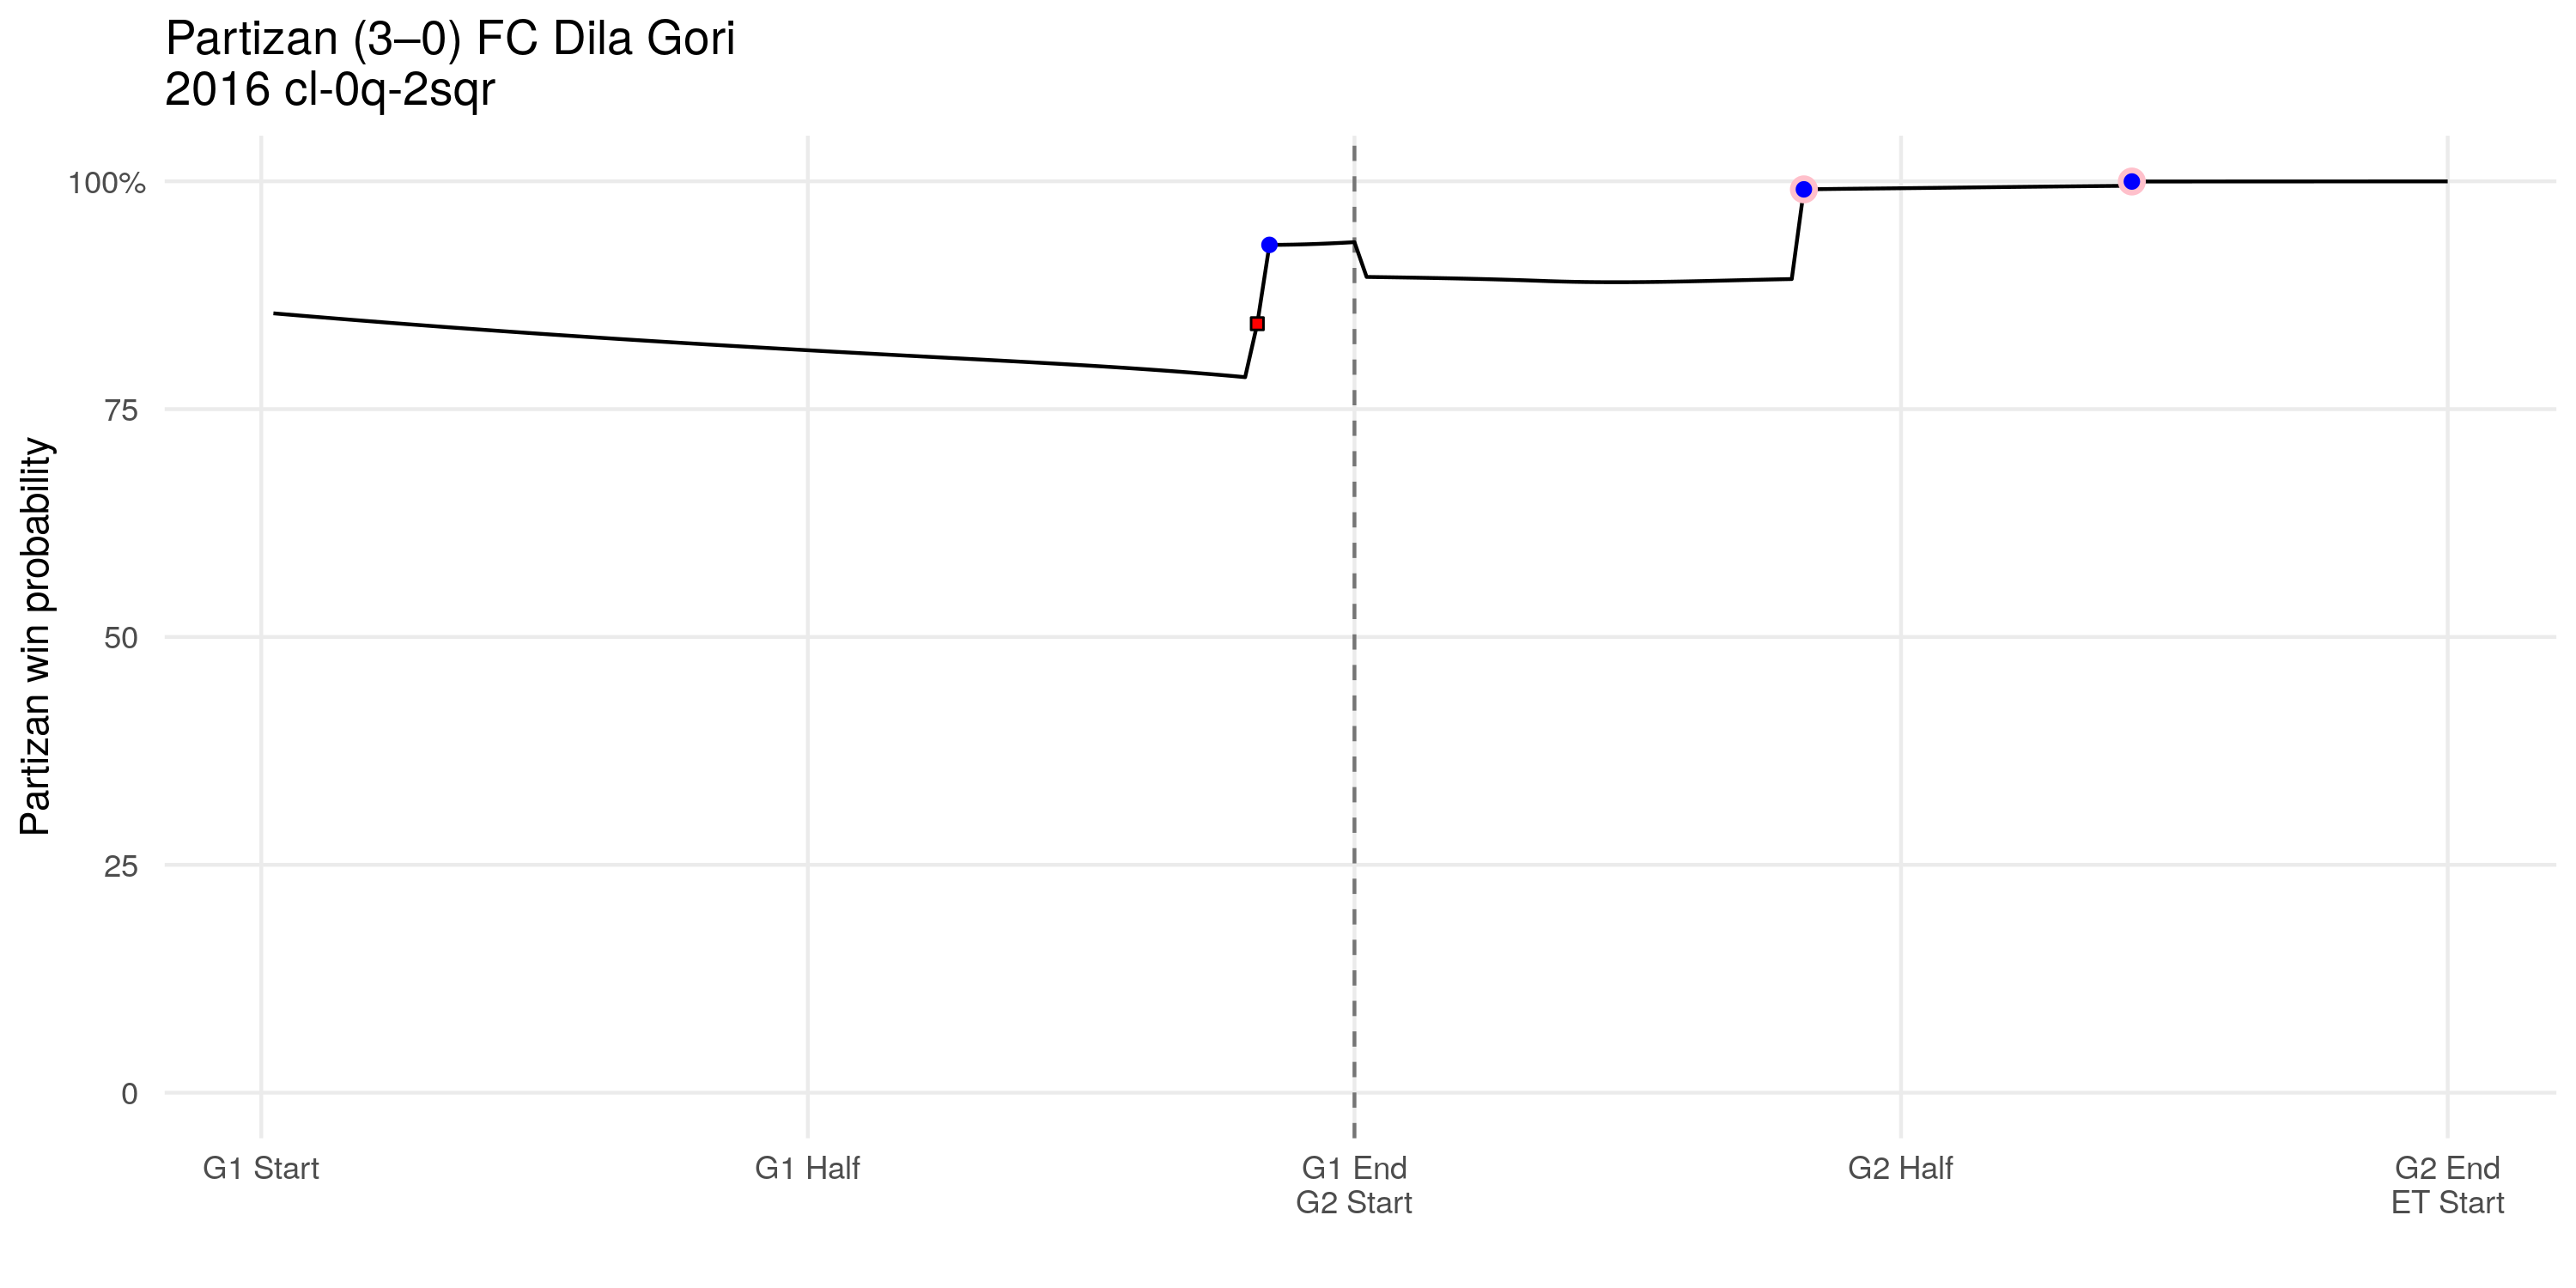 Partizan (3–0) FC Dila Gori
2016 cl-0q-2sqr
Partizan win probability
100%
75
50
25
0
G1 Start
G1 Half
G1 End
G2 Start
G2 Half
G2 End
ET Start